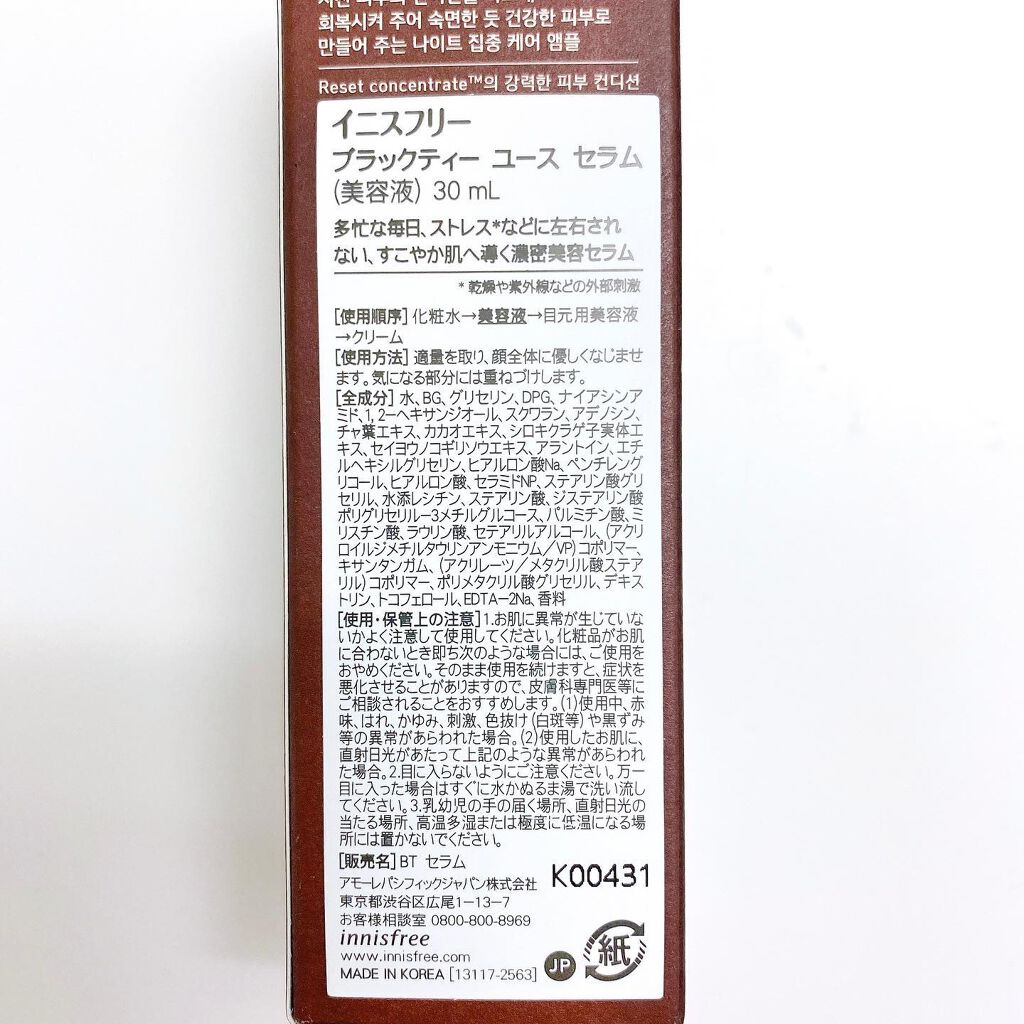 회복시켜 주어 숙면한 듯 건강한 피부로
만들어 주는 나이트 집중 케어 앰플
Reset concentrate™의 강력한 피부 컨디션
イニスフリー
ブラックティー ユース セラム
(美容液) 30 mL
多忙な毎日、ストレス*などに左右され
ない、すこやか肌へ導く濃密美容セラム
* 乾燥や紫外線などの外部刺激
[使用順序] 化粧水→美容液→目元用美容液
→クリーム
[使用方法] 適量を取り、顔全体に優しくなじませ
ます。気になる部分には重ねづけします。
[全成分] 水、BG、グリセリン、DPG、ナイアシンア
ミド、1,2-ヘキサンジオール、スクワラン、アデノシン、
チャ葉エキス、カカオエキス、シロキクラゲ子実体エ
キス、セイヨウノコギリソウエキス、アラントイン、エチ
ルヘキシルグリセリン、ヒアルロン酸Na、ペンチレング
リコール、ヒアルロン酸、セラミドNP、ステアリン酸グリ
セリル、水添レシチン、ステアリン酸、ジステアリン酸
ポリグリセリル-3メチルグルコース、パルミチン酸、ミ
リスチン酸、ラウリン酸、セテアリルアルコール、(アクリ
ロイルジメチルタウリンアンモニウム/VP) コポリマー、
キサンタンガム、(アクリレーツ/メタクリル酸ステア
リル) コポリマー、ポリメタクリル酸グリセリル、デキス
トリン、トコフェロール、EDTA-2Na、香料
[使用・保管上の注意] 1.お肌に異常が生じていな
いかよく注意して使用してください。化粧品がお肌
に合わないとき即ち次のような場合には、ご使用を
おやめください。そのまま使用を続けますと、症状を
悪化させることがありますので、皮膚科専門医等に
ご相談されることをおすすめします。(1)使用中、赤
味、はれ、かゆみ、刺激、色抜け(白斑等)や黒ずみ
等の異常があらわれた場合。(2)使用したお肌に、
直射日光があたって上記のような異常があらわれ
た場合。2.目に入らないようにご注意ください。万一
目に入った場合はすぐに水かぬるま湯で洗い流し
てください。3.乳幼児の手の届く場所、直射日光の
当たる場所、高温多湿または極度に低温になる場
所には置かないでください。
[販売名] BT セラム
アモーレパシフィックジャパン株式会社 K00431
東京都渋谷区広尾1-13-7
お客様相談室 0800-800-8969
innisfree
www.innisfree.com
MADE IN KOREA [13117-2563] JP 紙